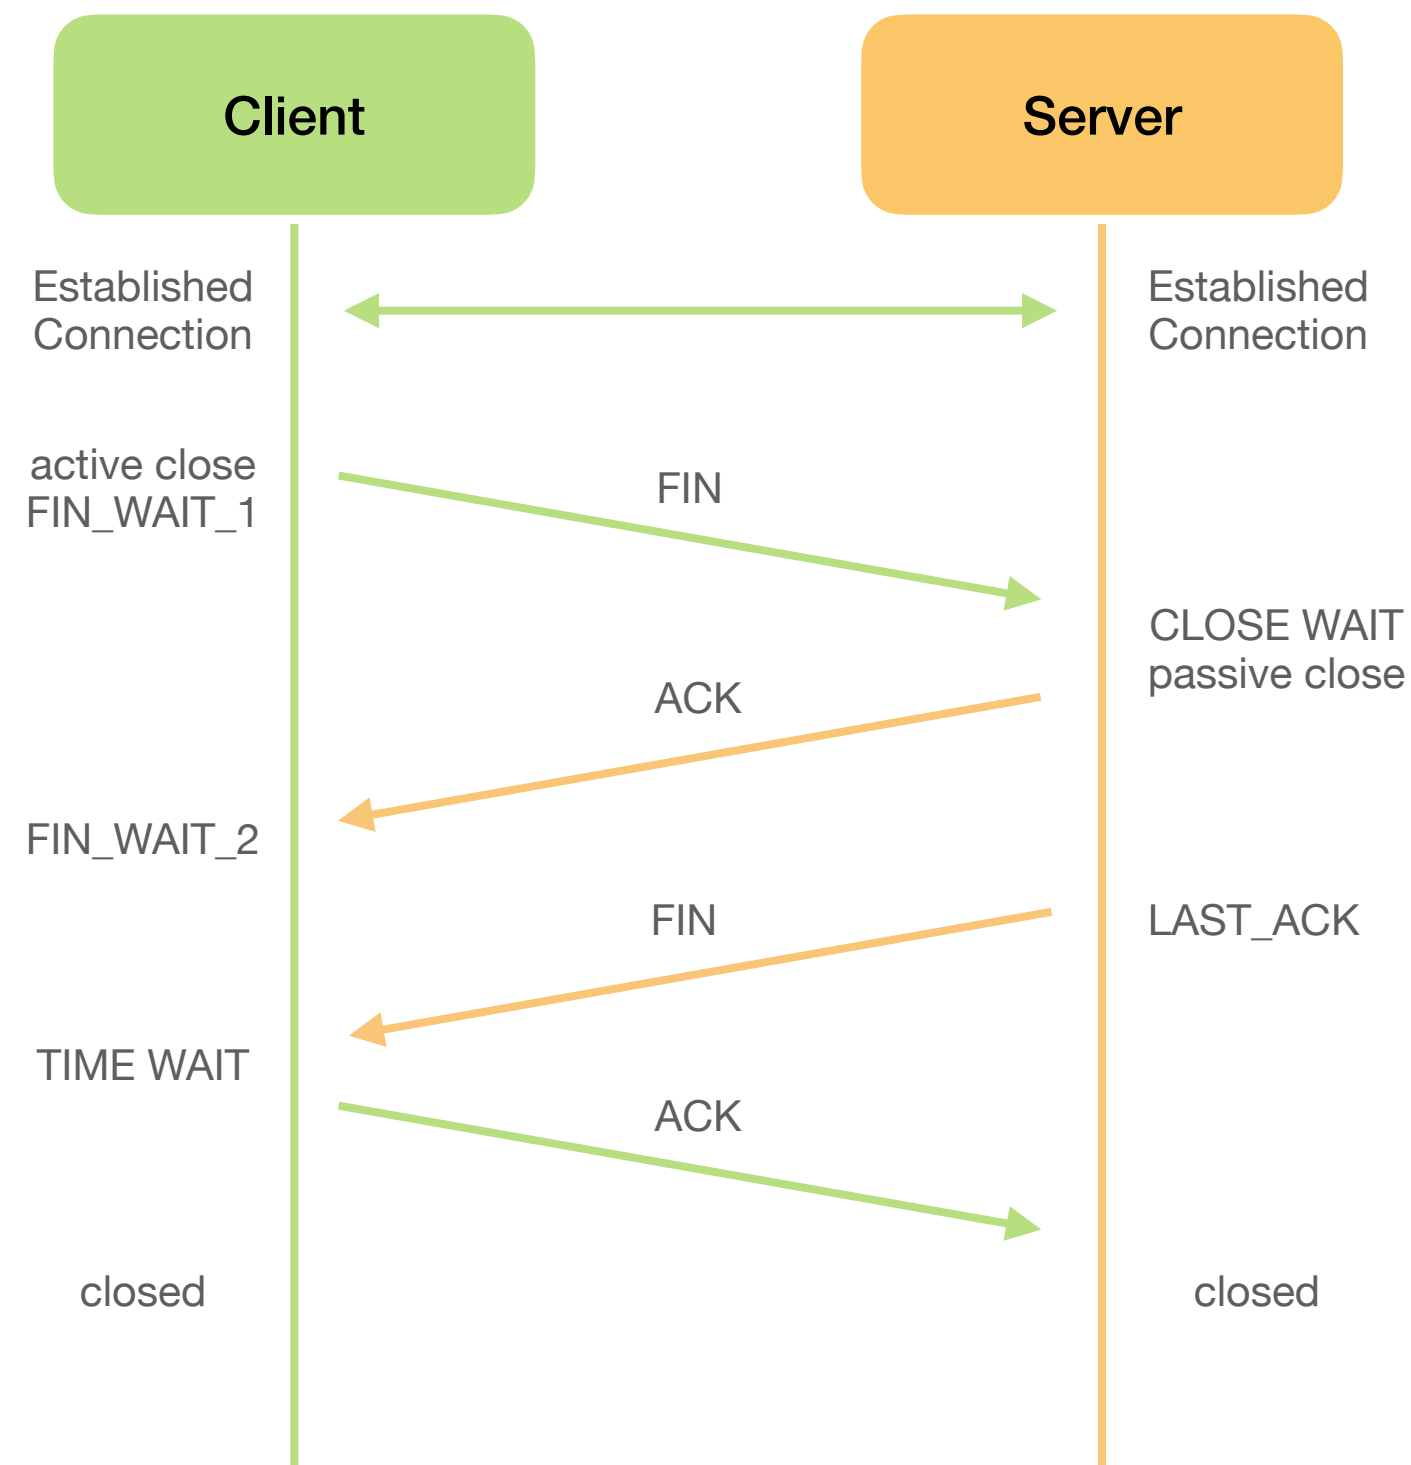 Client
Server
Established
Connection
Established
Connection
active close
FIN_WAIT_1
FIN
CLOSE WAIT
passive close
ACK
FIN_WAIT_2
FIN
LAST_ACK
TIME WAIT
ACK
closed
closed